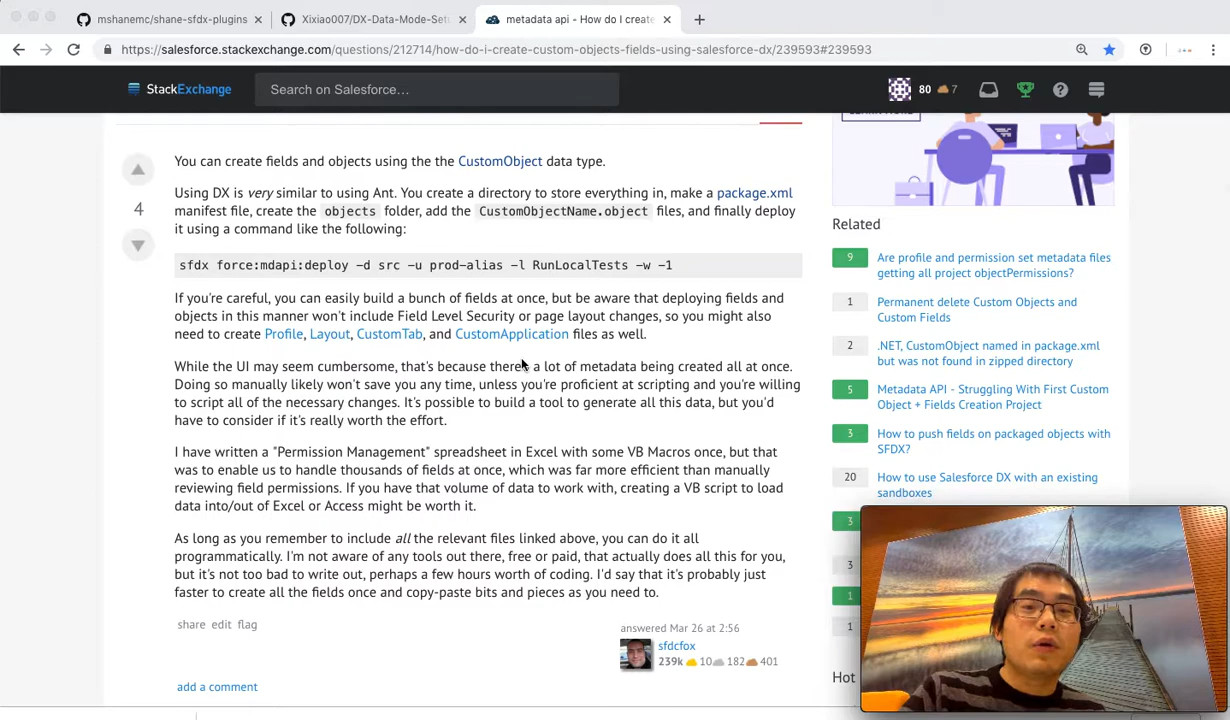 mshanemc/shane-sfdx-plugins
Xixiao007/DX-Data-Mode-Setu
metadata api - How do I create
https://salesforce.stackexchange.com/questions/212714/how-do-i-create-custom-objects-fields-using-salesforce-dx/239593#239593
StackExchange
Search on Salesforce…
80
7
You can create fields and objects using the the CustomObject data type.
Using DX is very similar to using Ant. You create a directory to store everything in, make a package.xml
manifest file, create the objects folder, add the CustomObjectName.object files, and finally deploy
it using a command like the following:
4
sfdx force:mdapi:deploy -d src -u prod-alias -l RunLocalTests -w -1
If you're careful, you can easily build a bunch of fields at once, but be aware that deploying fields and
objects in this manner won't include Field Level Security or page layout changes, so you might also
need to create Profile, Layout, CustomTab, and CustomApplication files as well.
While the UI may seem cumbersome, that's because there's a lot of metadata being created all at once.
Doing so manually likely won't save you any time, unless you're proficient at scripting and you're willing
to script all of the necessary changes. It's possible to build a tool to generate all this data, but you'd
have to consider if it's really worth the effort.
I have written a "Permission Management" spreadsheet in Excel with some VB Macros once, but that
was to enable us to handle thousands of fields at once, which was far more efficient than manually
reviewing field permissions. If you have that volume of data to work with, creating a VB script to load
data into/out of Excel or Access might be worth it.
As long as you remember to include all the relevant files linked above, you can do it all
programmatically. I'm not aware of any tools out there, free or paid, that actually does all this for you,
but it's not too bad to write out, perhaps a few hours worth of coding. I'd say that it's probably just
faster to create all the fields once and copy-paste bits and pieces as you need to.
share edit flag
answered Mar 26 at 2:56
sfdcfox
239k 10 182 401
add a comment
LEARN MORE
Related
9 Are profile and permission set metadata files
getting all project objectPermissions?
1 Permanent delete Custom Objects and
Custom Fields
2 .NET, CustomObject named in package.xml
but was not found in zipped directory
5 Metadata API - Struggling With First Custom
Object + Fields Creation Project
3 How to push fields on packaged objects with
SFDX?
20 How to use Salesforce DX with an existing
sandboxes
3
3
1
1
Hot